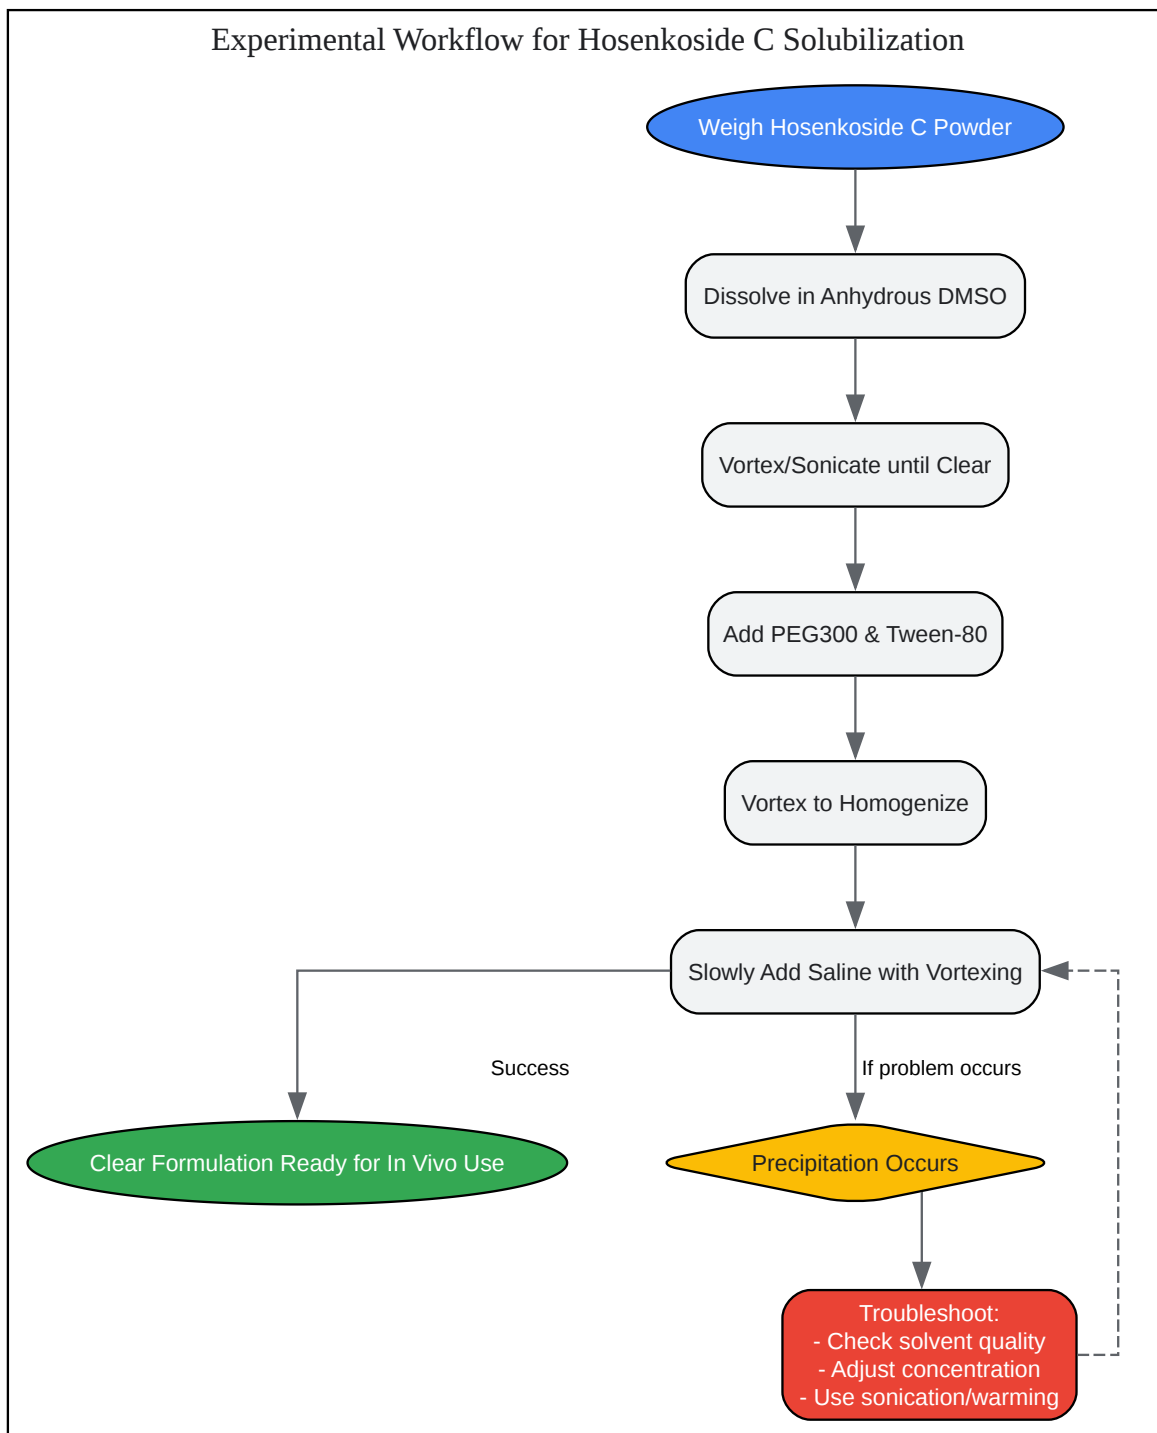 Experimental Workflow for Hosenkoside C Solubilization
Weigh Hosenkoside C Powder
Dissolve in Anhydrous DMSO
Vortex/Sonicate until Clear
Add PEG300 & Tween-80
Vortex to Homogenize
Slowly Add Saline with Vortexing
Success
If problem occurs
Clear Formulation Ready for In Vivo Use
Precipitation Occurs
Troubleshoot:
- Check solvent quality
- Adjust concentration
- Use sonication/warming